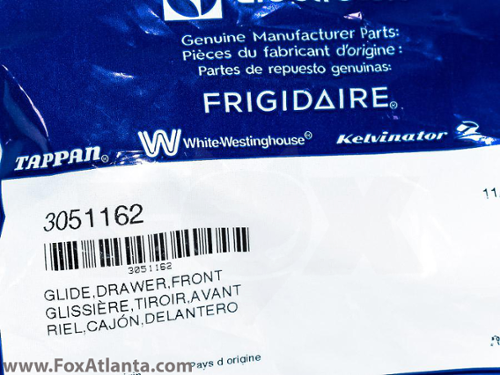 Genuine Manufacturer Parts:
Pièces du fabricant d'origine:
Partes de repuesto genuinas:
FRIGIDAIRE®
TAPPAN® White-Westinghouse® Kelvinator
3051162
11
3051162
GLIDE,DRAWER,FRONT
GLISSIÈRE,TIROIR,AVANT
RIEL,CAJÓN,DELANTERO
Pays d origine
www.FoxAtlanta.com